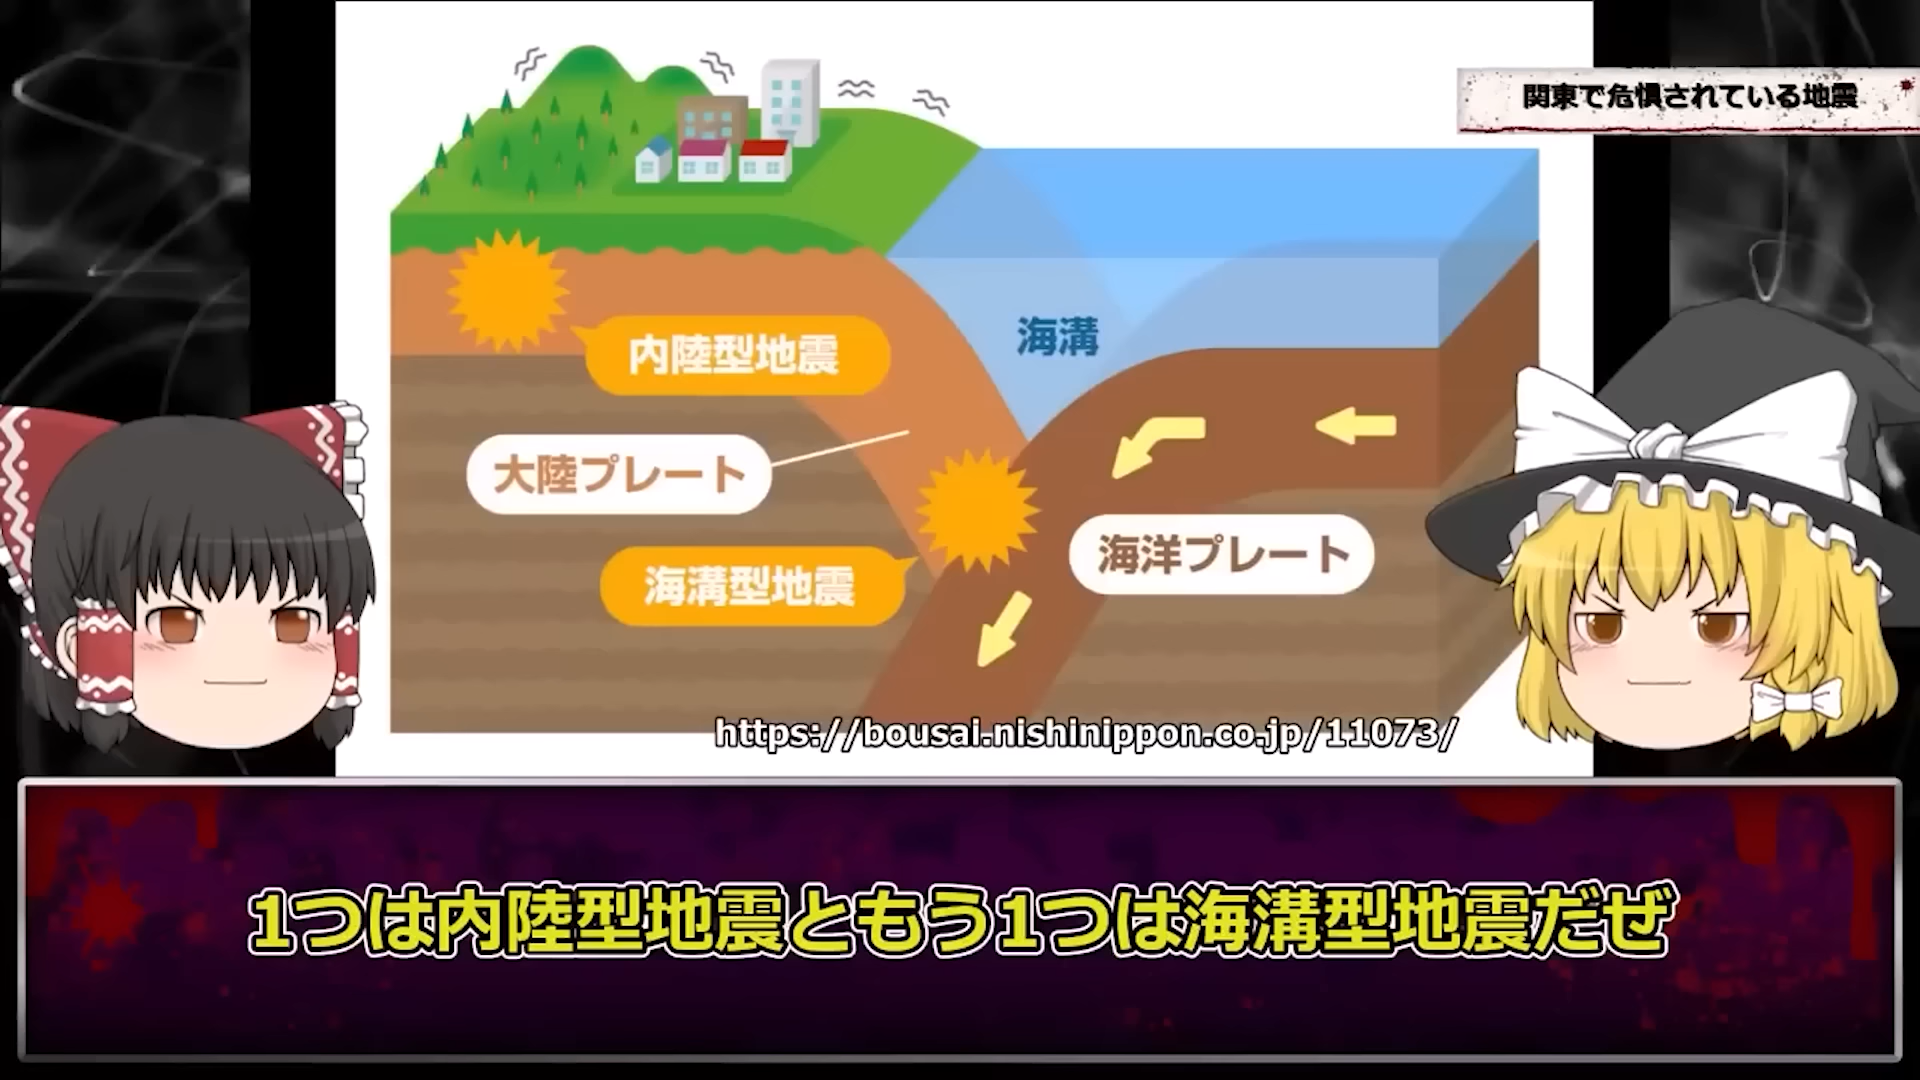 関東で危惧されている地震
海溝
内陸型地震
大陸プレート
海溝型地震
海洋プレート
https://bousai.nishinippon.co.jp/11073/
1つは内陸型地震ともう1つは海溝型地震だぜ